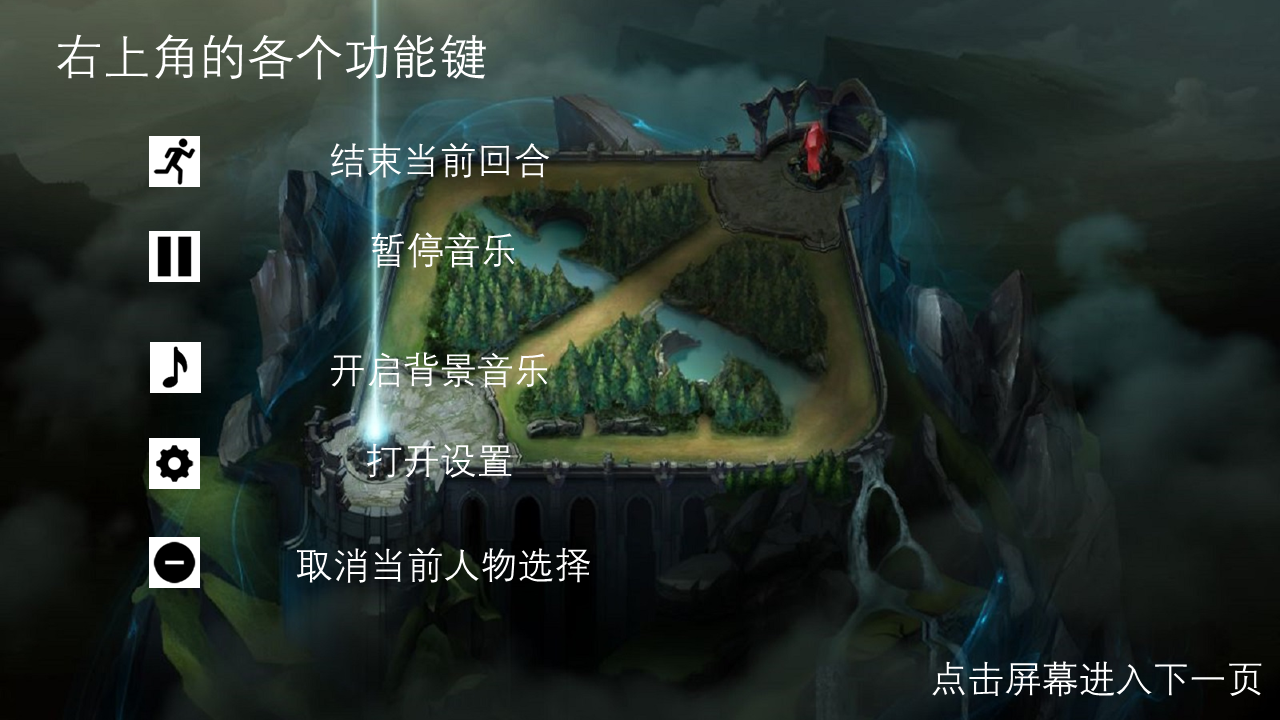 右上角的各个功能键
结束当前回合
暂停音乐
开启背景音乐
打开设置
取消当前人物选择
点击屏幕进入下一页